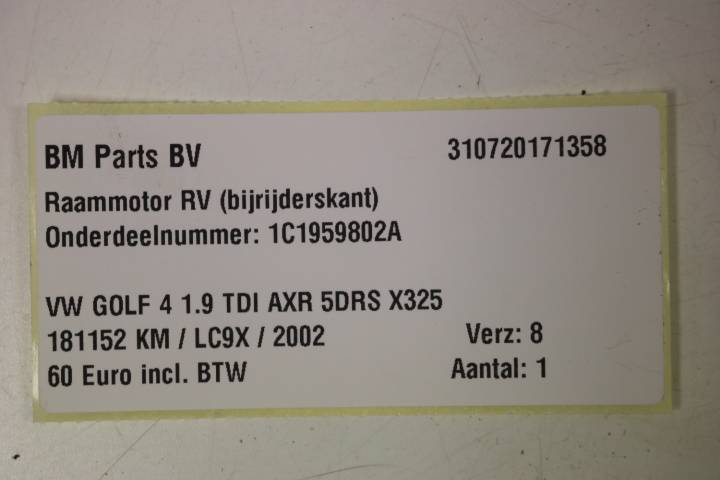 BM Parts BV 310720171358
Raammotor RV (bijrijderskant)
Onderdeelnummer: 1C1959802A
VW GOLF 4 1.9 TDI AXR 5DRS X325
181152 KM / LC9X / 2002 Verz: 8
60 Euro incl. BTW Aantal: 1